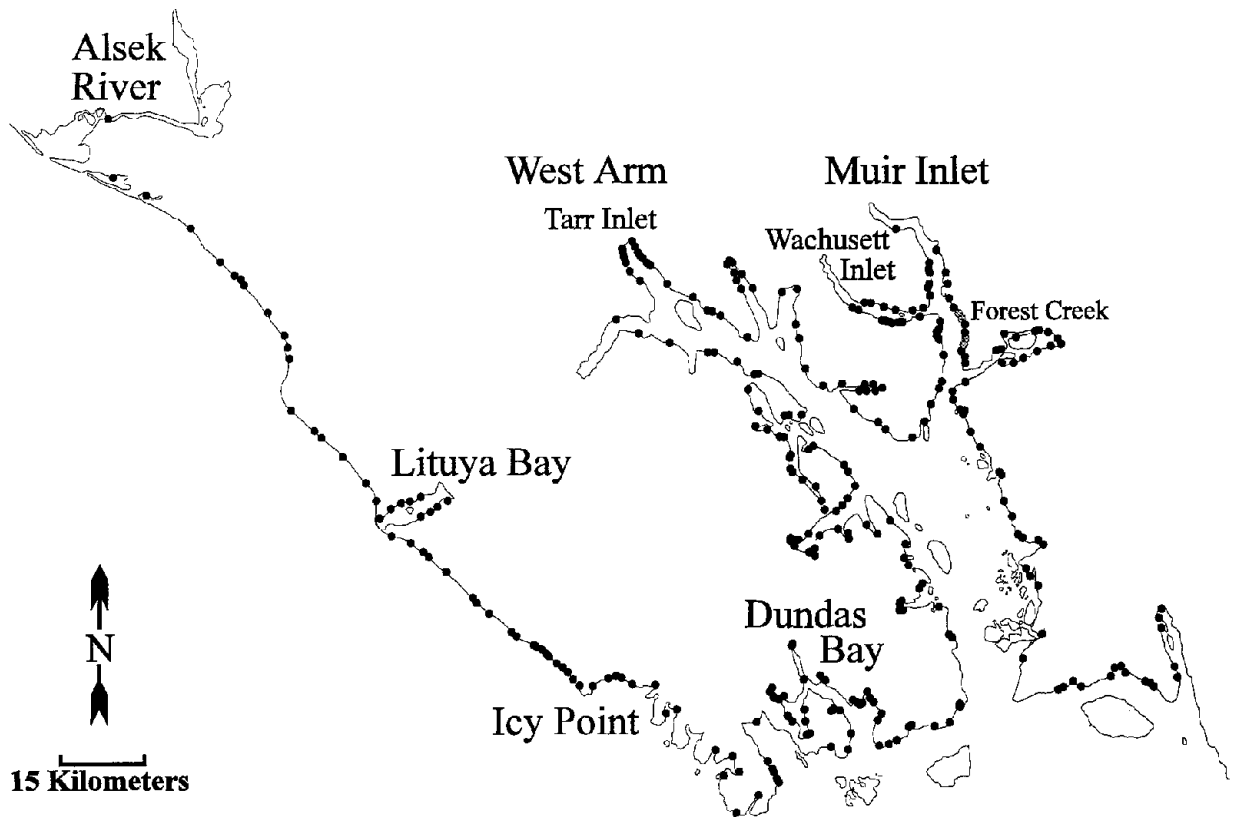 Alsek
River
West Arm
Tarr Inlet
Muir Inlet
Wachusett
Inlet
Forest Creek
Lituya Bay
Dundas
Bay
Icy Point
N
15 Kilometers